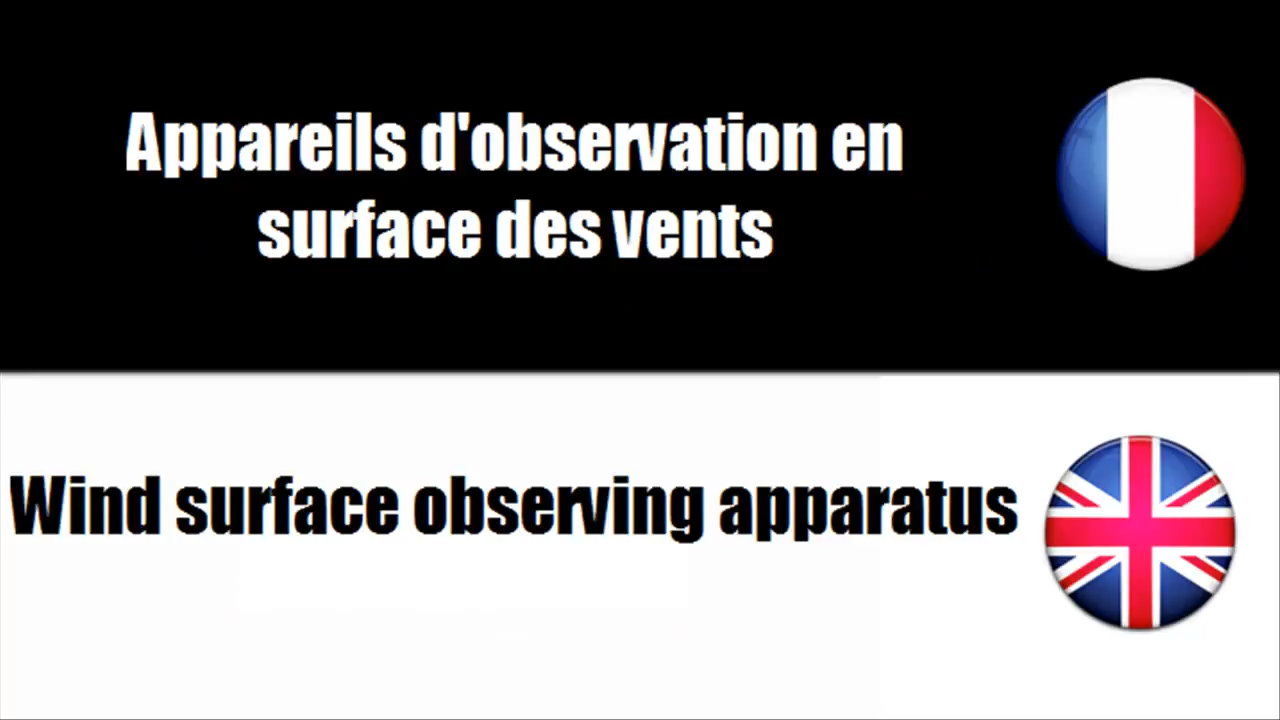 Appareils d'observation en
surface des vents
Wind surface observing apparatus